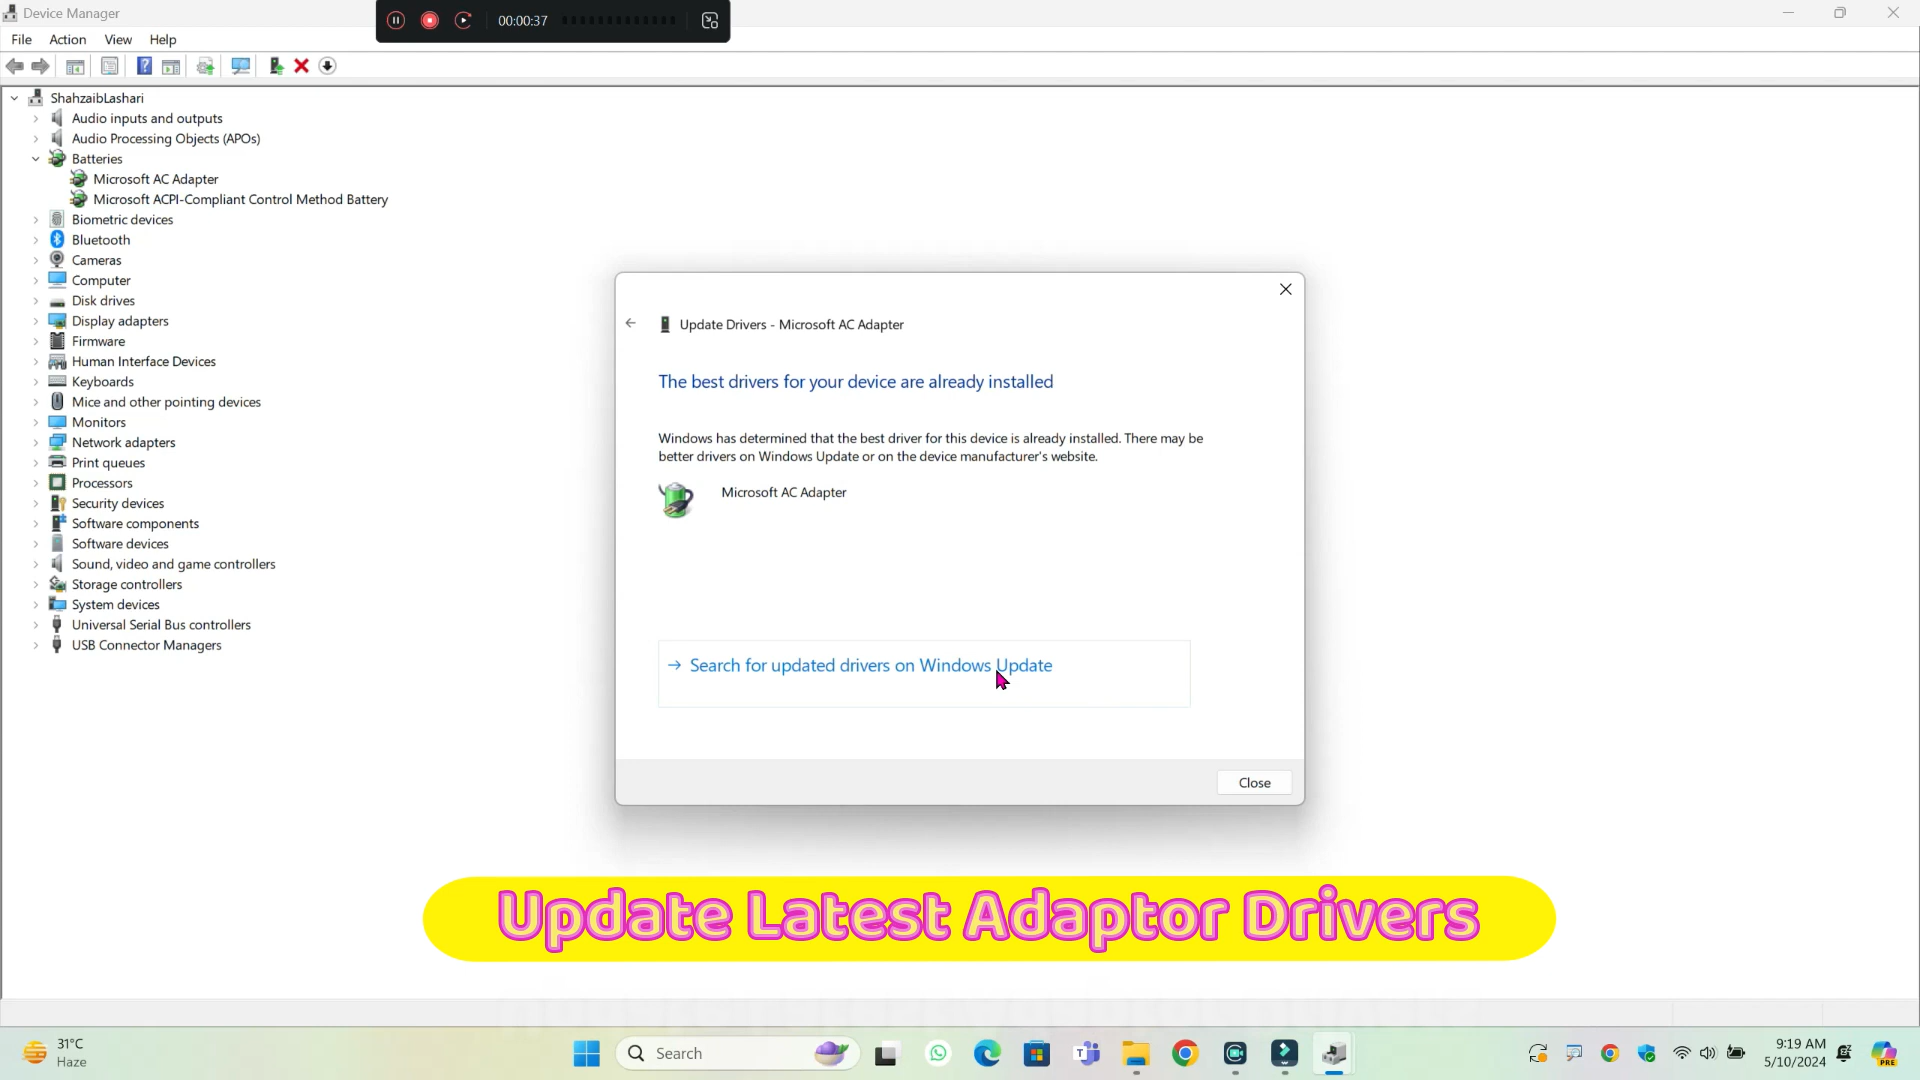 Device Manager
00:00:37
File Action View Help
ShahzaibLashari
Audio inputs and outputs
Audio Processing Objects (APOs)
Batteries
Microsoft AC Adapter
Microsoft ACPI-Compliant Control Method Battery
Biometric devices
Bluetooth
Cameras
Computer
Disk drives
Display adapters
Firmware
Human Interface Devices
Keyboards
Mice and other pointing devices
Monitors
Network adapters
Print queues
Processors
Security devices
Software components
Software devices
Sound, video and game controllers
Storage controllers
System devices
Universal Serial Bus controllers
USB Connector Managers
Update Drivers - Microsoft AC Adapter
The best drivers for your device are already installed
Windows has determined that the best driver for this device is already installed. There may be
better drivers on Windows Update or on the device manufacturer's website.
Microsoft AC Adapter
Search for updated drivers on Windows Update
Close
Update Latest Adaptor Drivers
31°C
Haze
Search
9:19 AM
5/10/2024
PRE